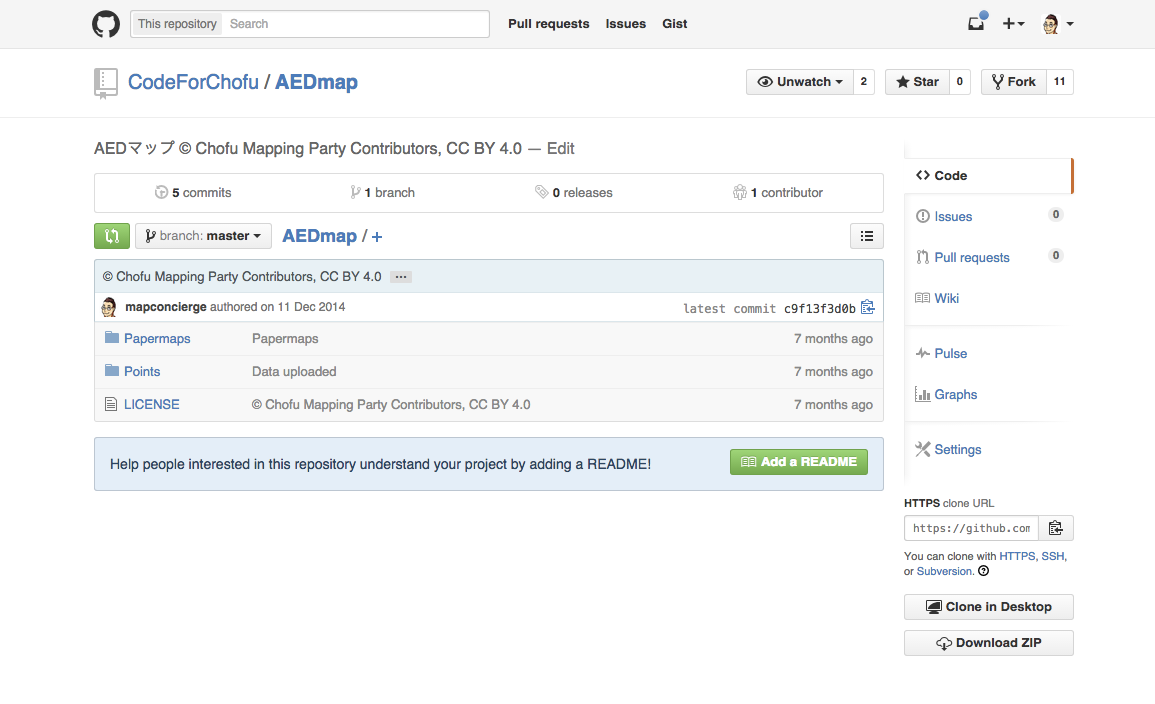 This repository Search Pull requests Issues Gist
CodeForChofu / AEDmap Unwatch 2 Star 0 Fork 11
AEDマップ © Chofu Mapping Party Contributors, CC BY 4.0 — Edit
5 commits 1 branch 0 releases 1 contributor
branch: master AEDmap / +
© Chofu Mapping Party Contributors, CC BY 4.0 …
mapconcierge authored on 11 Dec 2014 latest commit c9f13f3d0b
Papermaps Papermaps 7 months ago
Points Data uploaded 7 months ago
LICENSE © Chofu Mapping Party Contributors, CC BY 4.0 7 months ago
Help people interested in this repository understand your project by adding a README! Add a README
Code
Issues 0
Pull requests 0
Wiki
Pulse
Graphs
Settings
HTTPS clone URL
https://github.com
You can clone with HTTPS, SSH,
or Subversion.
Clone in Desktop
Download ZIP